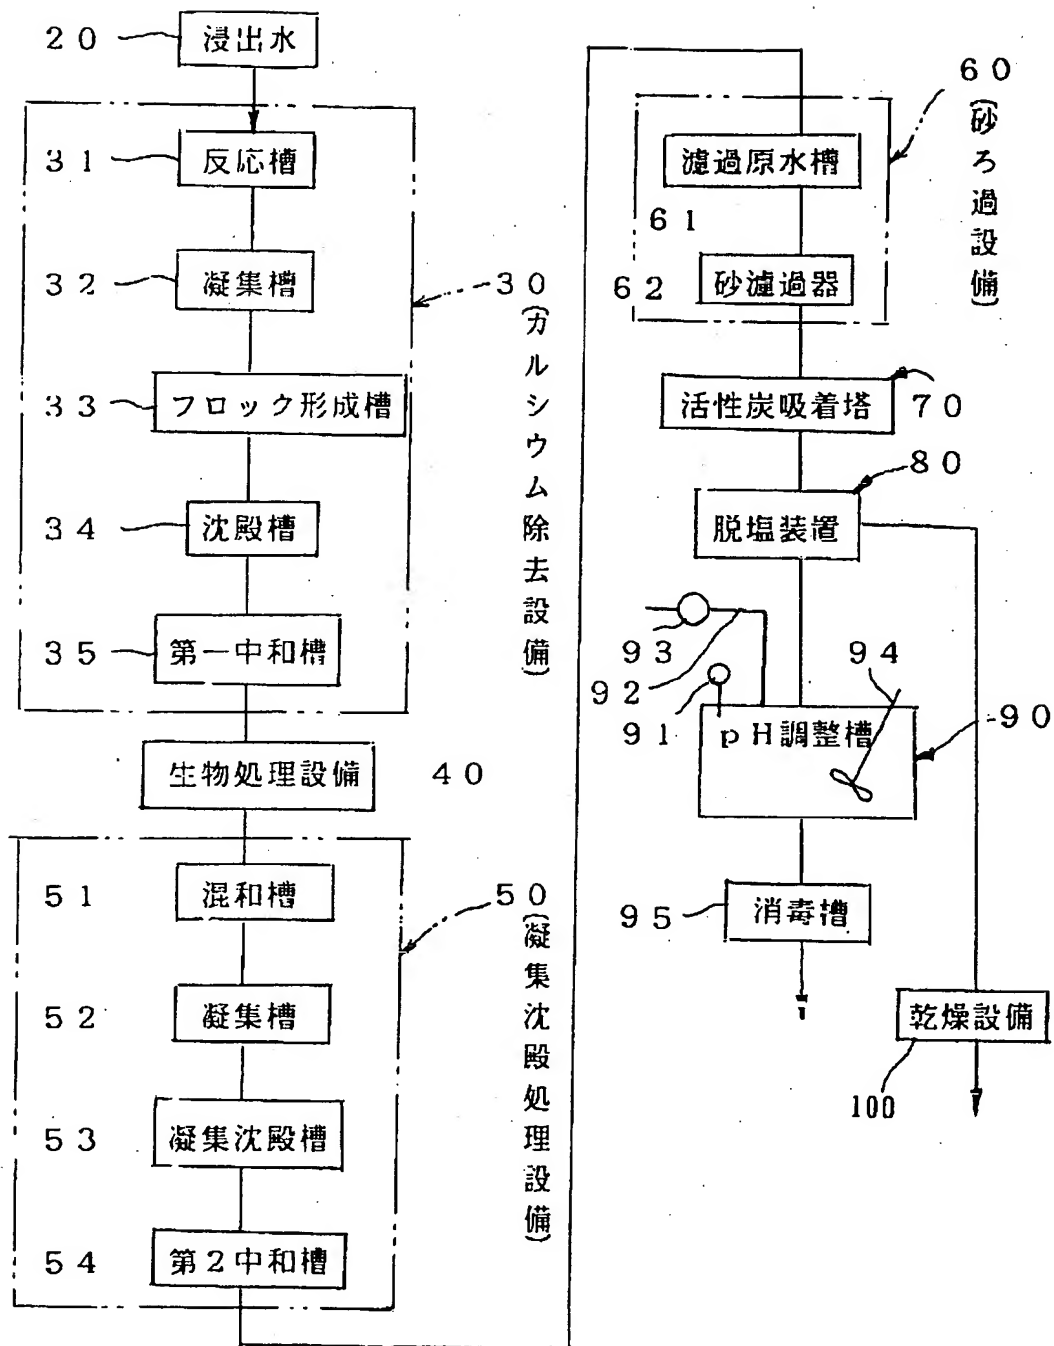 20 浸出水
31 反応槽
32 凝集槽
30(カルシウム除去設備)
33 フロック形成槽
34 沈殿槽
35 第一中和槽
生物処理設備 40
51 混和槽
50(凝集沈殿処理設備)
52 凝集槽
53 凝集沈殿槽
54 第2中和槽
60(砂ろ過設備)
濾過原水槽
61
62 砂濾過器
活性炭吸着塔 70
80
脱塩装置
93
92
91
94
pH調整槽 90
95 消毒槽
乾燥設備
100